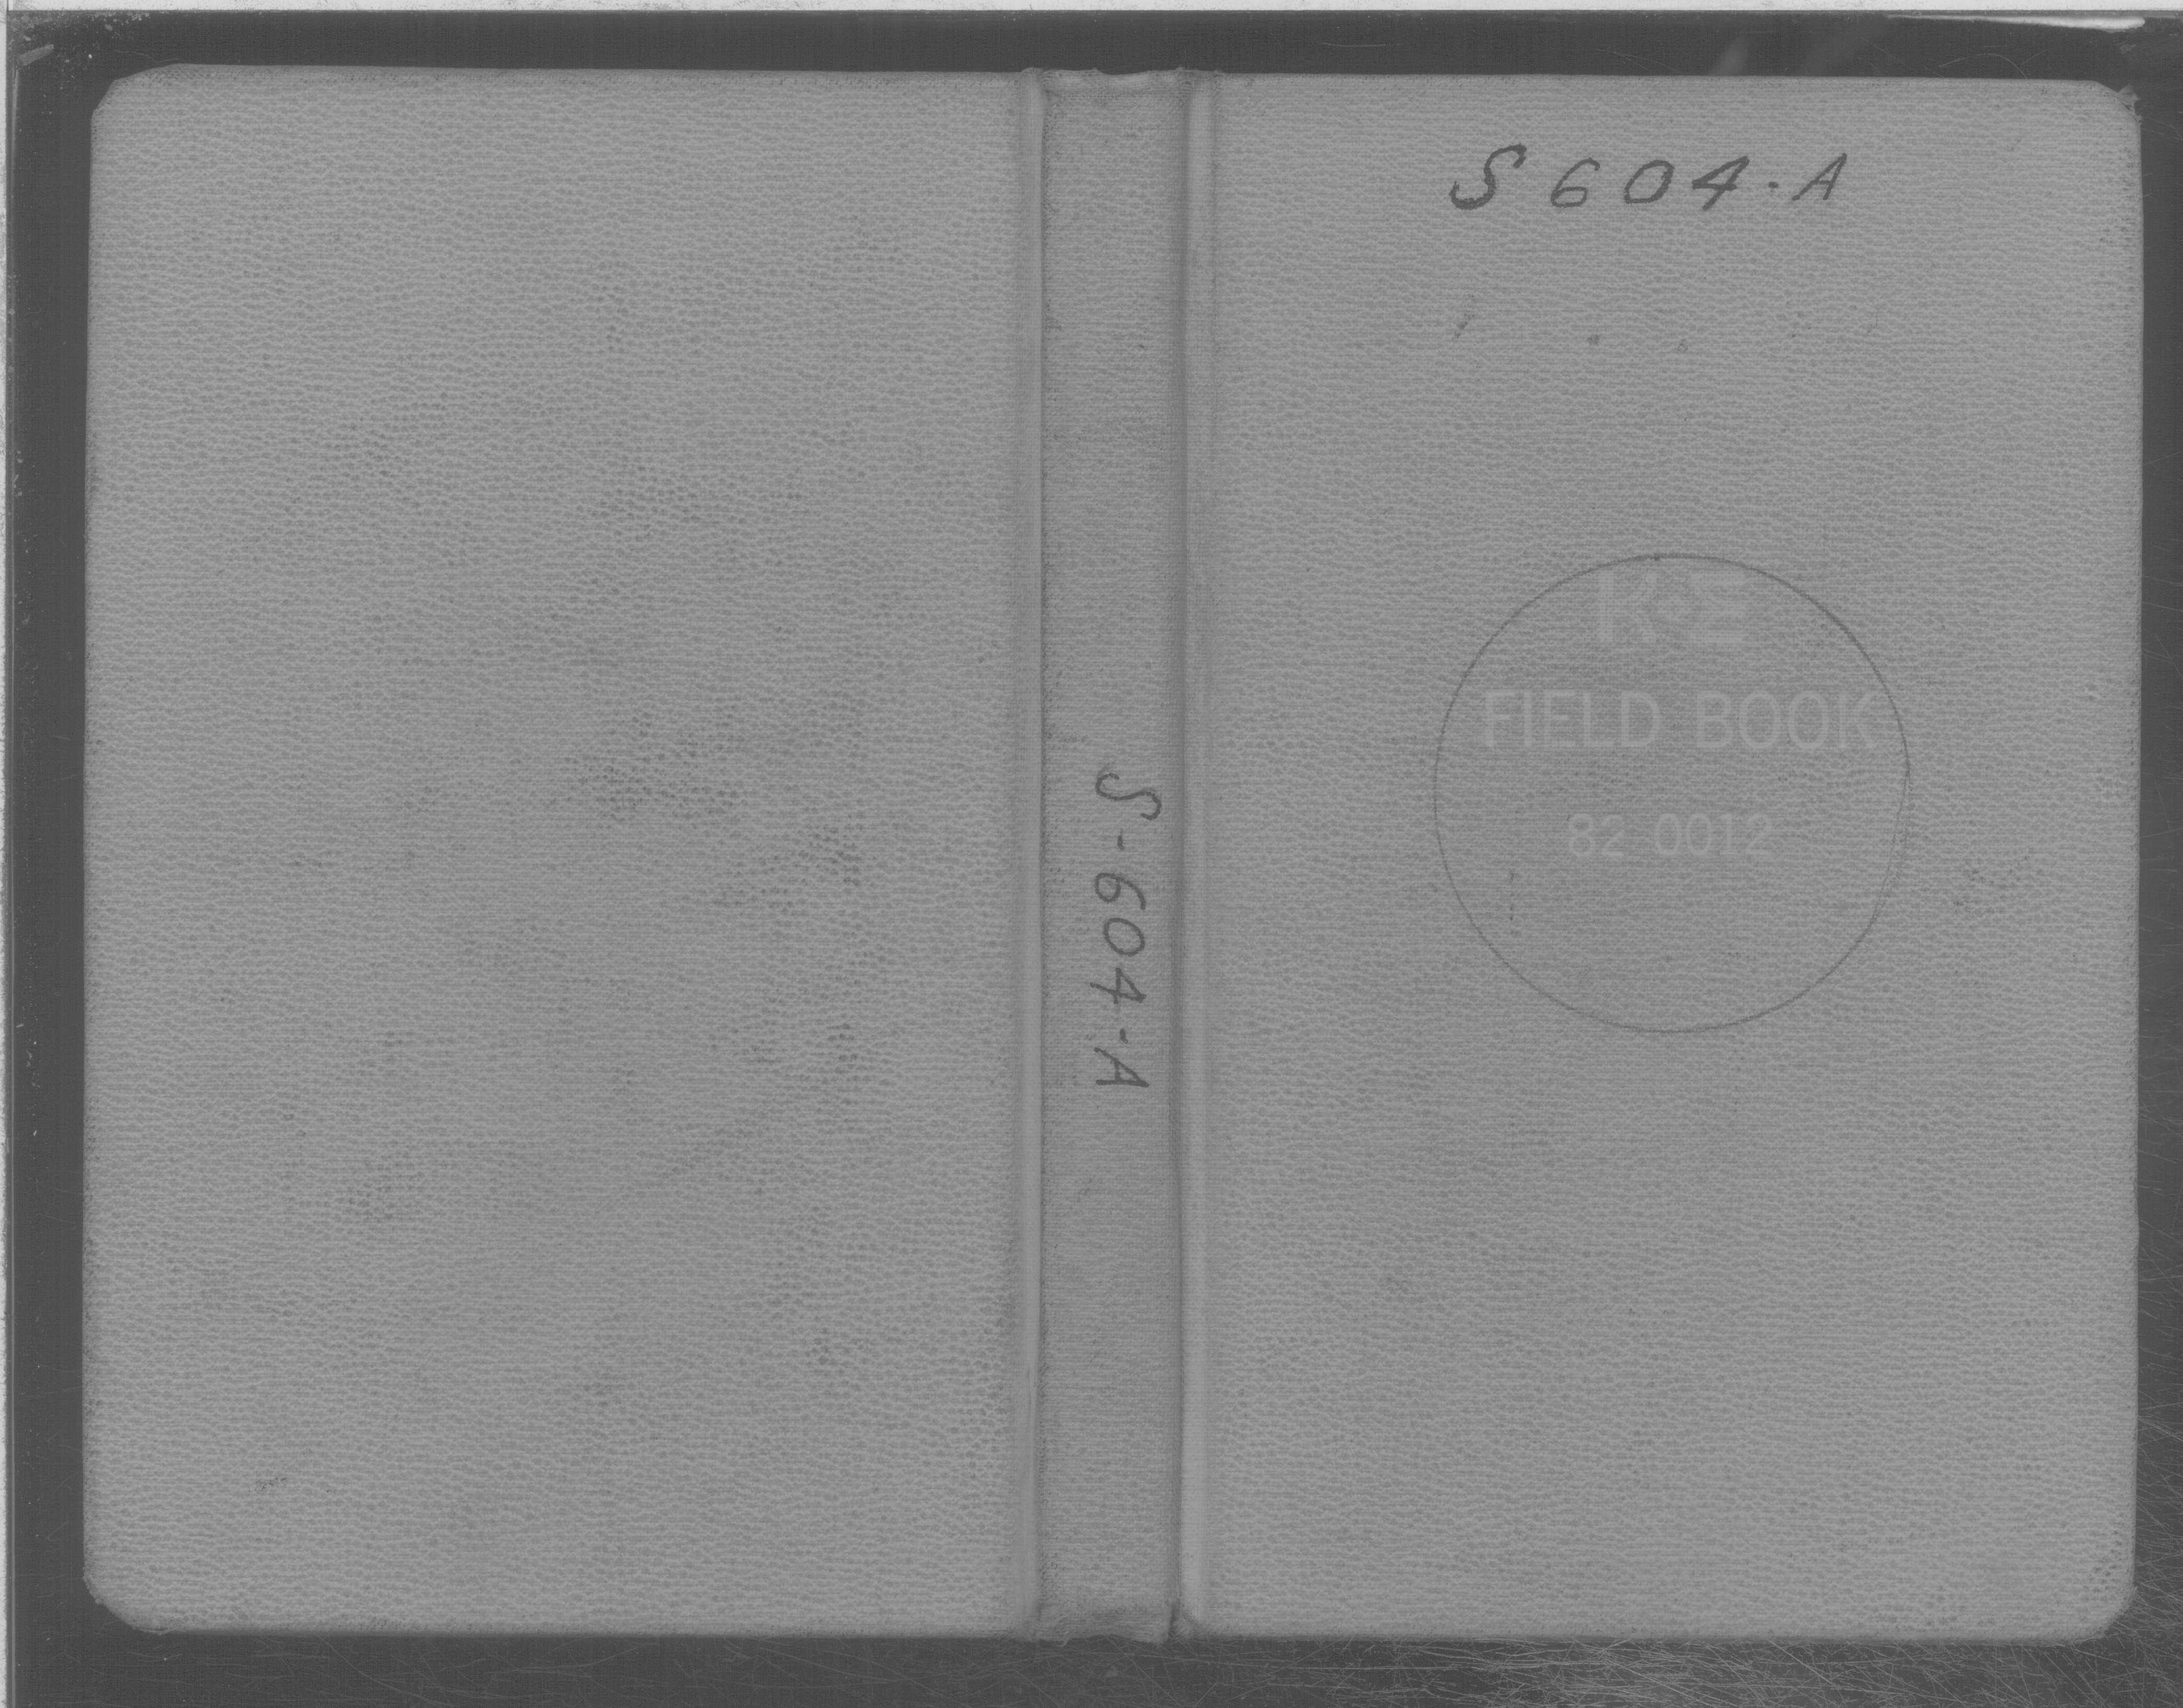 S 604-A
K+E
FIELD BOOK
82 0012
S-604-A